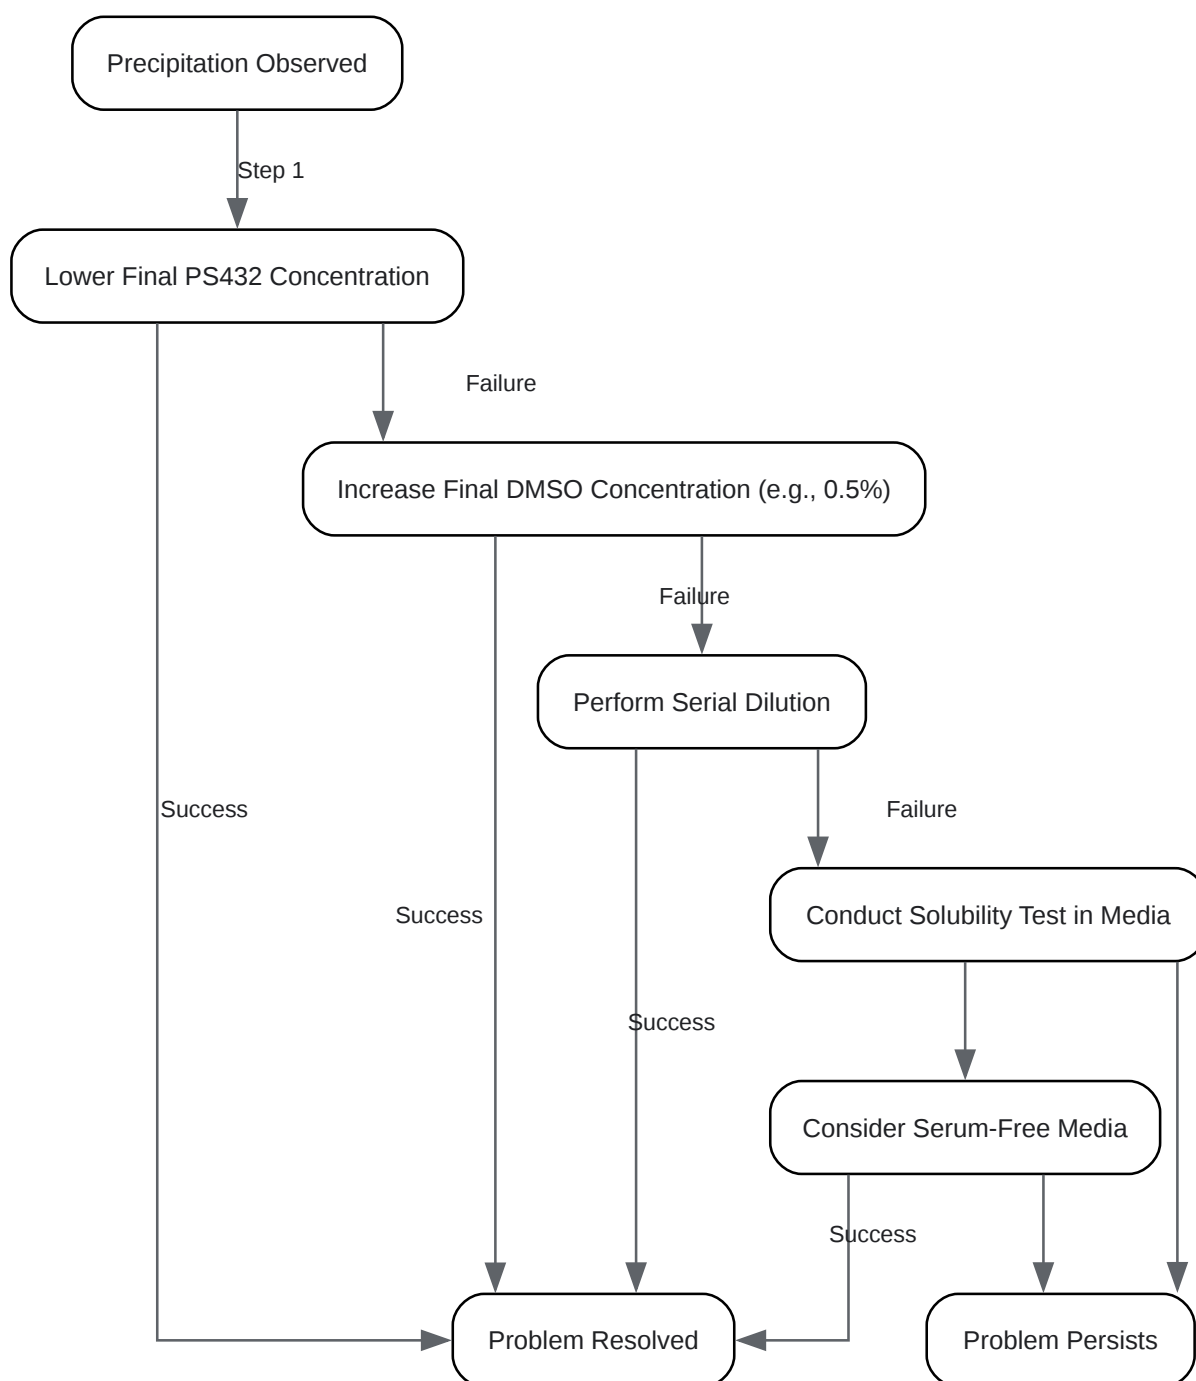 Precipitation Observed
Step 1
Lower Final PS432 Concentration
Failure
Increase Final DMSO Concentration (e.g., 0.5%)
Failure
Perform Serial Dilution
Success
Failure
Success
Conduct Solubility Test in Media
Success
Consider Serum-Free Media
Success
Problem Resolved
Problem Persists